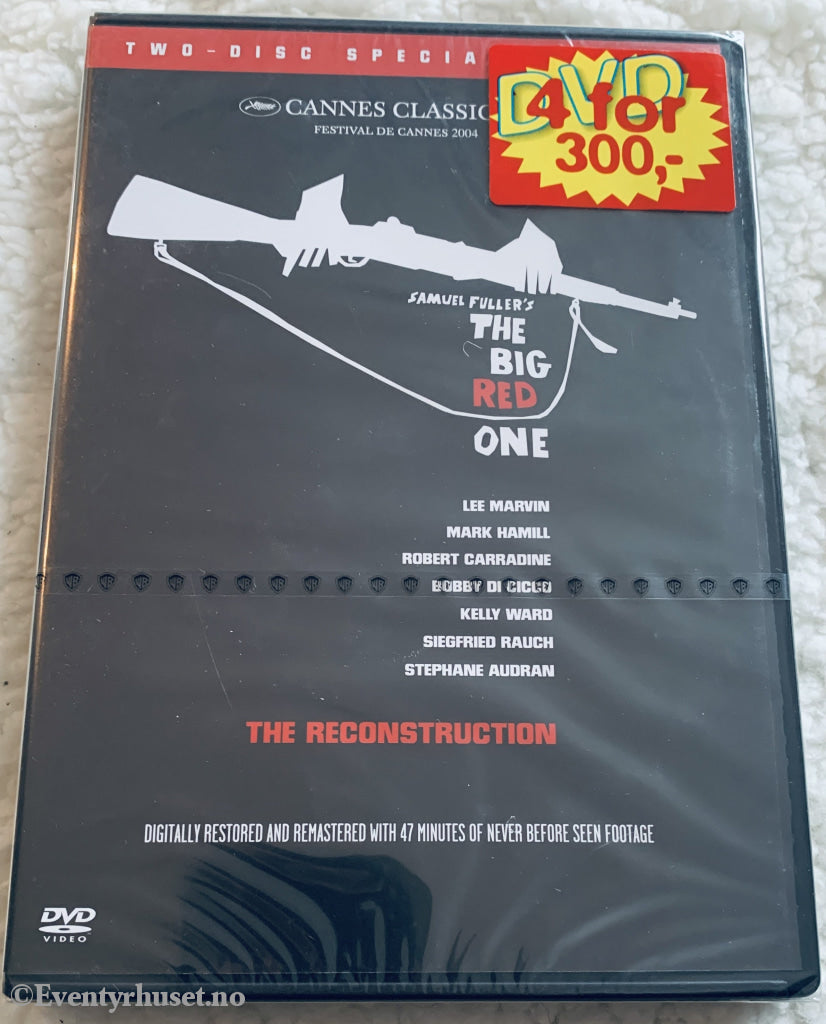 TWO-DISC SPECIA
DVD
4 for
300,-
CANNES CLASSIC
FESTIVAL DE CANNES 2004
SAMUEL FULLER'S
THE
BIG
RED
ONE
LEE MARVIN
MARK HAMILL
ROBERT CARRADINE
BOBBY DI CICCO
KELLY WARD
SIEGFRIED RAUCH
STEPHANE AUDRAN
THE RECONSTRUCTION
DIGITALLY RESTORED AND REMASTERED WITH 47 MINUTES OF NEVER BEFORE SEEN FOOTAGE
DVD
VIDEO
©Eventyrhuset.no